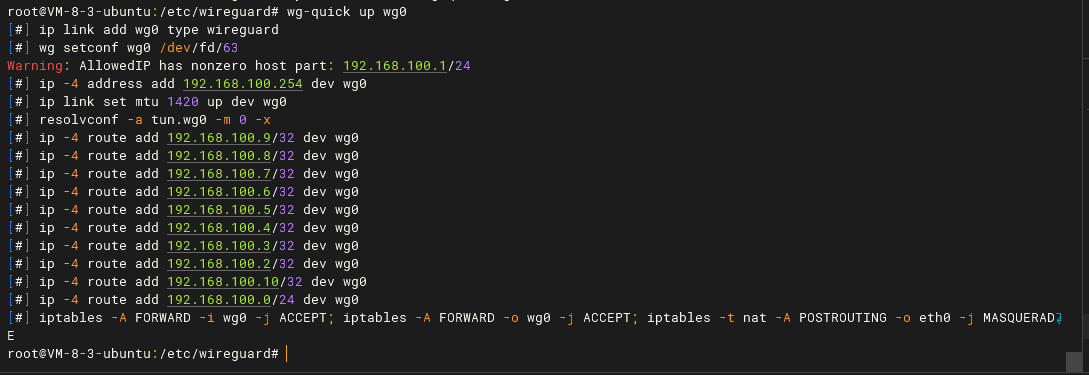 root@VM-8-3-ubuntu:/etc/wireguard# wg-quick up wg0
[#] ip link add wg0 type wireguard
[#] wg setconf wg0 /dev/fd/63
Warning: AllowedIP has nonzero host part: 192.168.100.1/24
[#] ip -4 address add 192.168.100.254 dev wg0
[#] ip link set mtu 1420 up dev wg0
[#] resolvconf -a tun.wg0 -m 0 -x
[#] ip -4 route add 192.168.100.9/32 dev wg0
[#] ip -4 route add 192.168.100.8/32 dev wg0
[#] ip -4 route add 192.168.100.7/32 dev wg0
[#] ip -4 route add 192.168.100.6/32 dev wg0
[#] ip -4 route add 192.168.100.5/32 dev wg0
[#] ip -4 route add 192.168.100.4/32 dev wg0
[#] ip -4 route add 192.168.100.3/32 dev wg0
[#] ip -4 route add 192.168.100.2/32 dev wg0
[#] ip -4 route add 192.168.100.10/32 dev wg0
[#] ip -4 route add 192.168.100.0/24 dev wg0
[#] iptables -A FORWARD -i wg0 -j ACCEPT; iptables -A FORWARD -o wg0 -j ACCEPT; iptables -t nat -A POSTROUTING -o eth0 -j MASQUERAD
E
root@VM-8-3-ubuntu:/etc/wireguard#